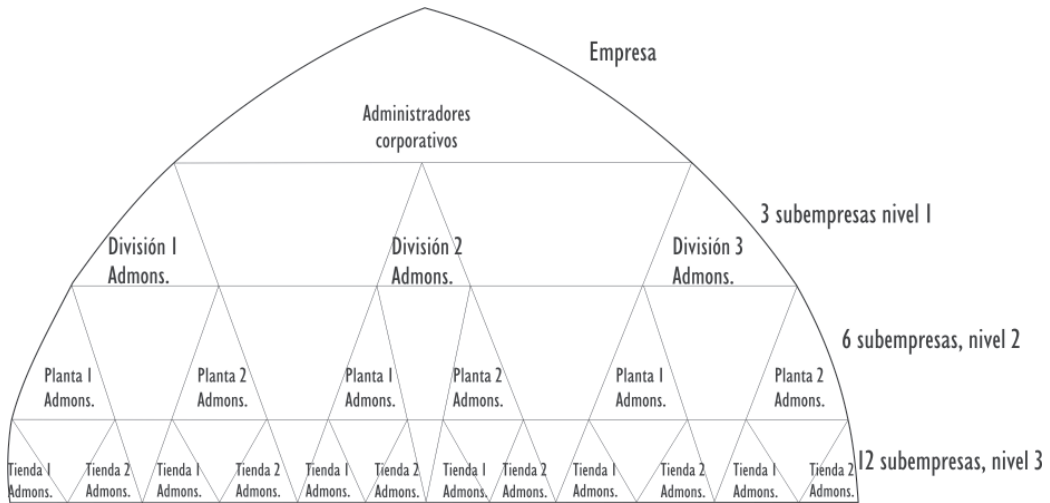 Empresa
Administradores
corporativos
3 subempresas nivel 1
División 1
Admons.
División 2
Admons.
División 3
Admons.
6 subempresas, nivel 2
Planta 1
Admons.
Planta 2
Admons.
Planta 1
Admons.
Planta 2
Admons.
Planta 1
Admons.
Planta 2
Admons.
12 subempresas, nivel 3
Tienda 1
Admons.
Tienda 2
Admons.
Tienda 1
Admons.
Tienda 2
Admons.
Tienda 1
Admons.
Tienda 2
Admons.
Tienda 1
Admons.
Tienda 2
Admons.
Tienda 1
Admons.
Tienda 2
Admons.
Tienda 1
Admons.
Tienda 2
Admons.